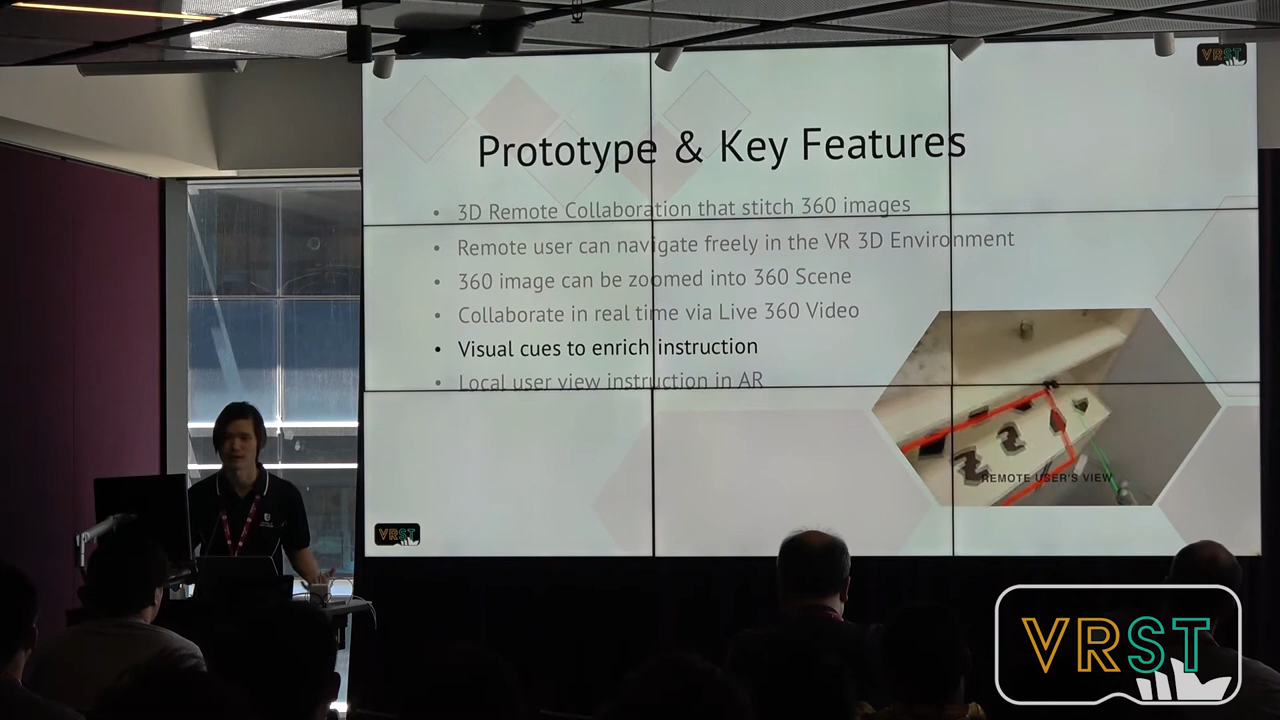 VRST
Prototype & Key Features
• 3D Remote Collaboration that stitch 360 images
• Remote user can navigate freely in the VR 3D Environment
• 360 image can be zoomed into 360 Scene
• Collaborate in real time via Live 360 Video
• Visual cues to enrich instruction
• Local user view instruction in AR
REMOTE USER'S VIEW
VRST
VRST